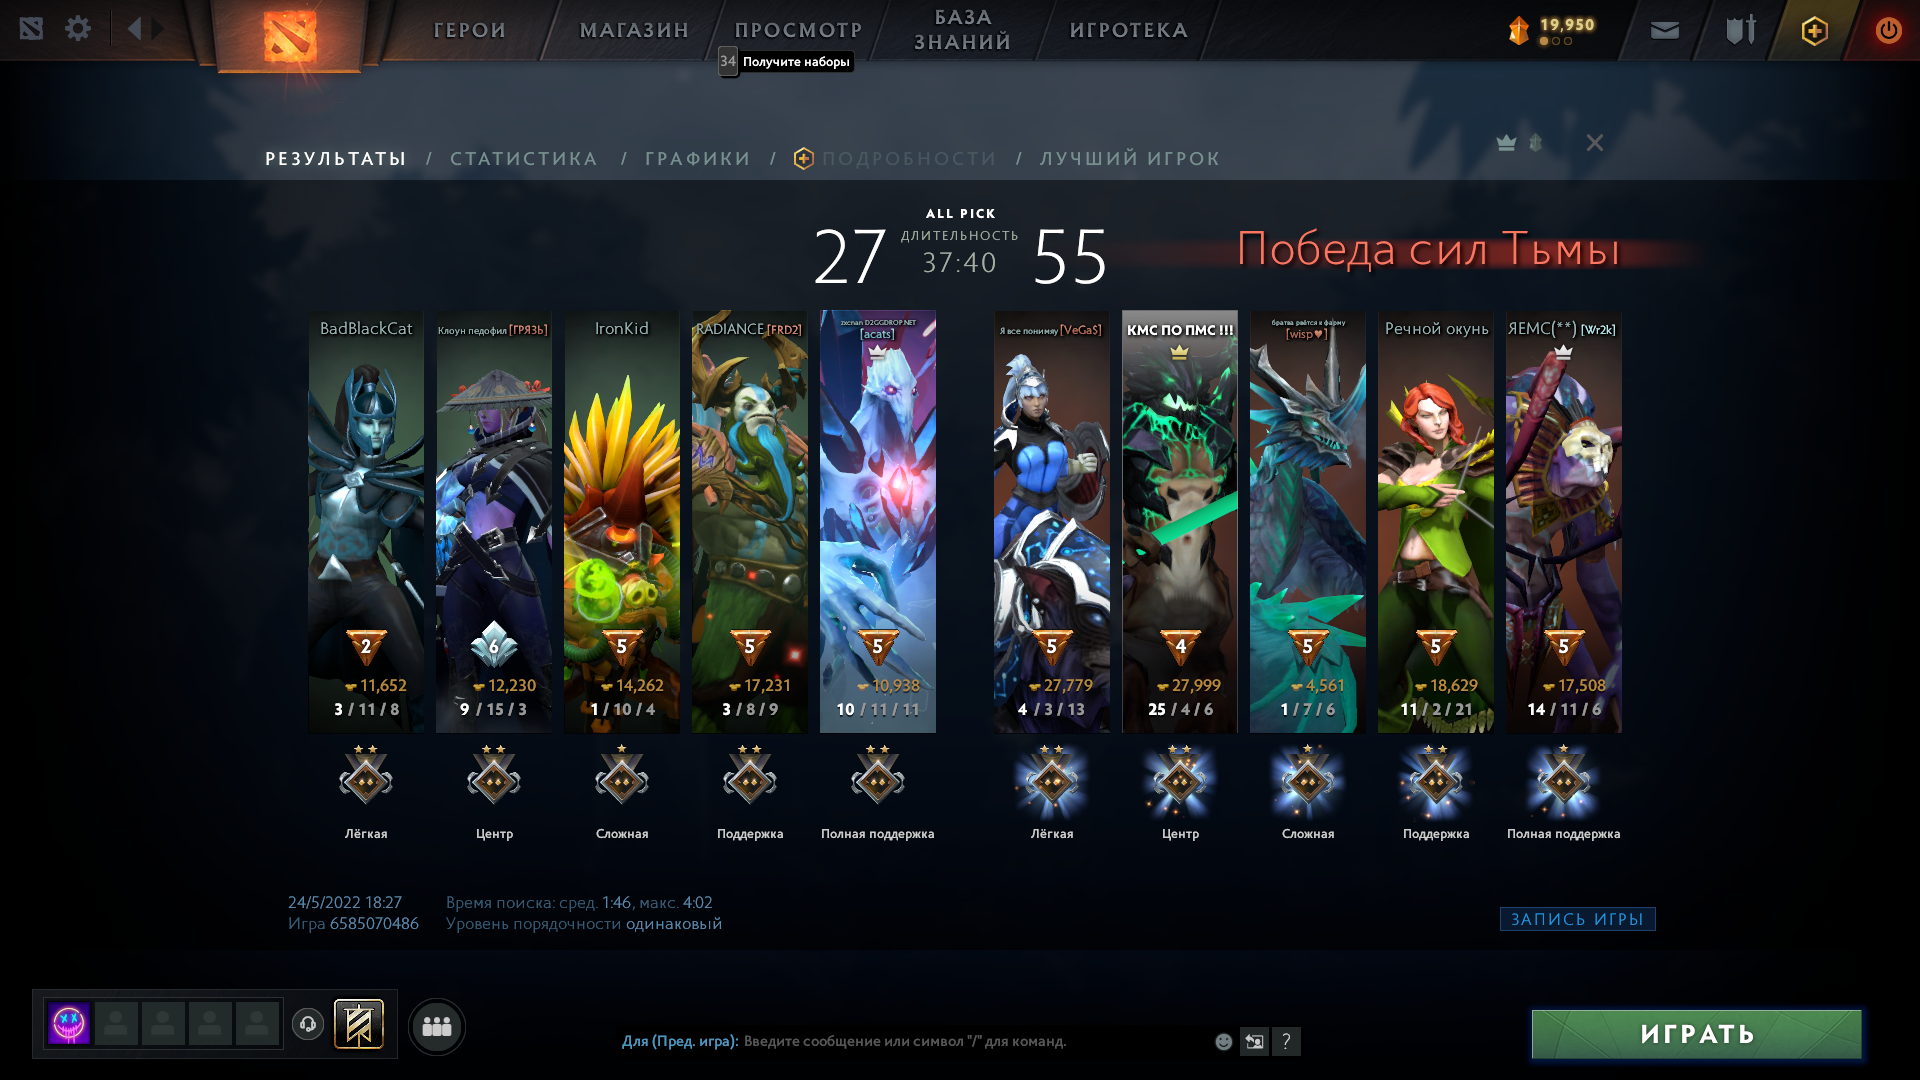 ГЕРОИ
МАГАЗИН
ПРОСМОТР
БАЗА
ЗНАНИЙ
ИГРОТЕКА
19,950
34 Получите наборы
РЕЗУЛЬТАТЫ / СТАТИСТИКА / ГРАФИКИ / ПОДРОБНОСТИ / ЛУЧШИЙ ИГРОК
ALL PICK
27 ДЛИТЕЛЬНОСТЬ 55
37:40
Победа сил Тьмы
BadBlackCat
2
11,652
3 / 11 / 8
Лёгкая
Клоун педофил [ГРЯЗЬ]
6
12,230
9 / 15 / 3
Центр
IronKid
5
14,262
1 / 10 / 4
Сложная
RADIANCE [FRD2]
5
17,231
3 / 8 / 9
Поддержка
zxcnan D2GGDROP.NET
[acats]
5
10,938
10 / 11 / 11
Полная поддержка
Я все понимяу [VeGa$]
5
27,779
4 / 3 / 13
Лёгкая
КМС ПО ПМС !!!
4
27,999
25 / 4 / 6
Центр
братва рвётся к фарму
[wisp♥]
5
4,561
1 / 7 / 6
Сложная
Речной окунь
5
18,629
11 / 2 / 21
Поддержка
ЯЕМС(**) [Wr2k]
5
17,508
14 / 11 / 6
Полная поддержка
24/5/2022 18:27
Игра 6585070486
Время поиска: сред. 1:46, макс. 4:02
Уровень порядочности одинаковый
ЗАПИСЬ ИГРЫ
Для (Пред. игра): Введите сообщение или символ "/" для команд.
?
ИГРАТЬ